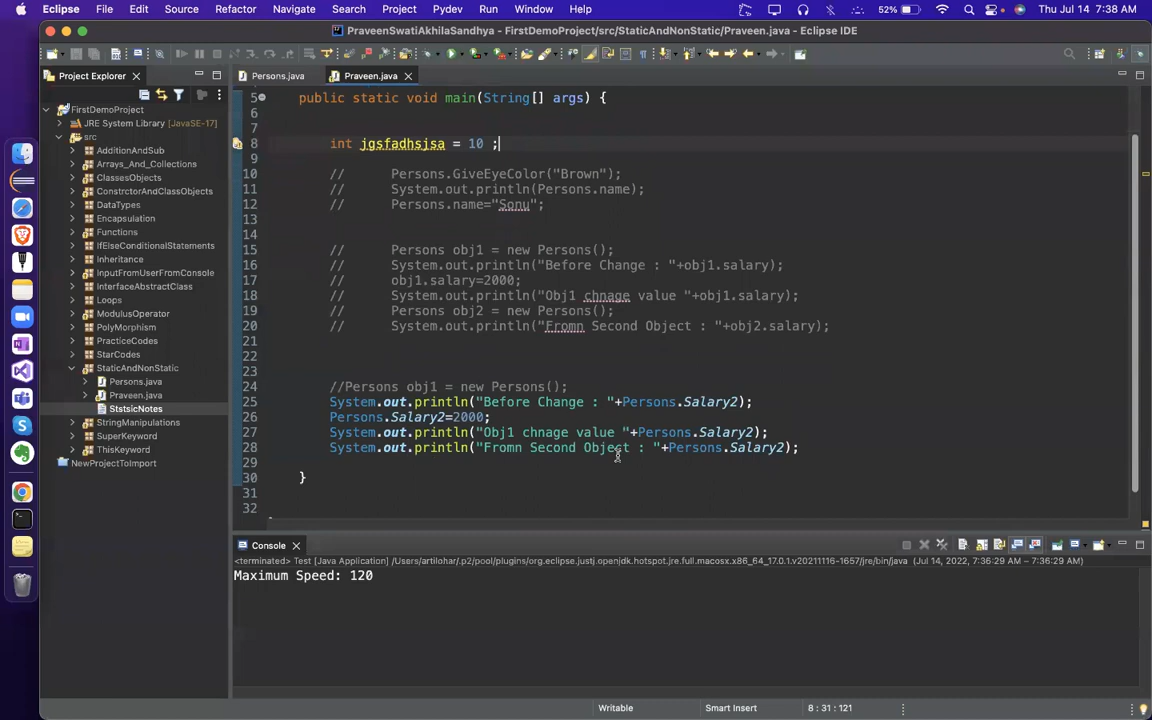 Eclipse File Edit Source Refactor Navigate Search Project Pydev Run Window Help 52% Thu Jul 14 7:38 AM
PraveenSwatiAkhilaSandhya - FirstDemoProject/src/StaticAndNonStatic/Praveen.java - Eclipse IDE
Project Explorer
FirstDemoProject
JRE System Library [JavaSE-17]
src
AdditionAndSub
Arrays_And_Collections
ClassesObjects
ConstrctorAndClassObjects
DataTypes
Encapsulation
Functions
IfElseConditionalStatements
Inheritance
InputFromUserFromConsole
InterfaceAbstractClass
Loops
ModulusOperator
PolyMorphism
PracticeCodes
StarCodes
StaticAndNonStatic
Persons.java
Praveen.java
StstsicNotes
StringManipulations
SuperKeyword
ThisKeyword
NewProjectToImport
Persons.java Praveen.java
5 public static void main(String[] args) {
6
7
8 int jgsfadhsjsa = 10 ;
9
10 // Persons.GiveEyeColor("Brown");
11 // System.out.println(Persons.name);
12 // Persons.name="Sonu";
13
14
15 // Persons obj1 = new Persons();
16 // System.out.println("Before Change : "+obj1.salary);
17 // obj1.salary=2000;
18 // System.out.println("Obj1 chnage value "+obj1.salary);
19 // Persons obj2 = new Persons();
20 // System.out.println("Fromn Second Object : "+obj2.salary);
21
22
23
24 //Persons obj1 = new Persons();
25 System.out.println("Before Change : "+Persons.Salary2);
26 Persons.Salary2=2000;
27 System.out.println("Obj1 chnage value "+Persons.Salary2);
28 System.out.println("Fromn Second Object : "+Persons.Salary2);
29
30 }
31
32
Console
<terminated> Test [Java Application] /Users/artilohar/.p2/pool/plugins/org.eclipse.justj.openjdk.hotspot.jre.full.macosx.x86_64_17.0.1.v20211116-1657/jre/bin/java (Jul 14, 2022, 7:36:29 AM – 7:36:29 AM)
Maximum Speed: 120
Writable Smart Insert 8 : 31 : 121